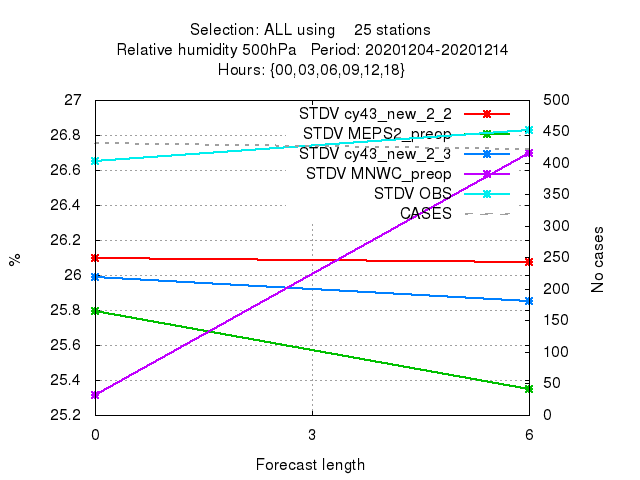 Selection: ALL using    25 stations
Relative humidity 500hPa   Period: 20201204-20201214
Hours: {00,03,06,09,12,18}
27
26.8
26.6
26.4
26.2
26
25.8
25.6
25.4
25.2
500
450
400
350
300
250
200
150
100
50
0
STDV cy43_new_2_2
STDV MEPS2_preop
STDV cy43_new_2_3
STDV MNWC_preop
STDV OBS
CASES
%
No cases
0 3 6
Forecast length